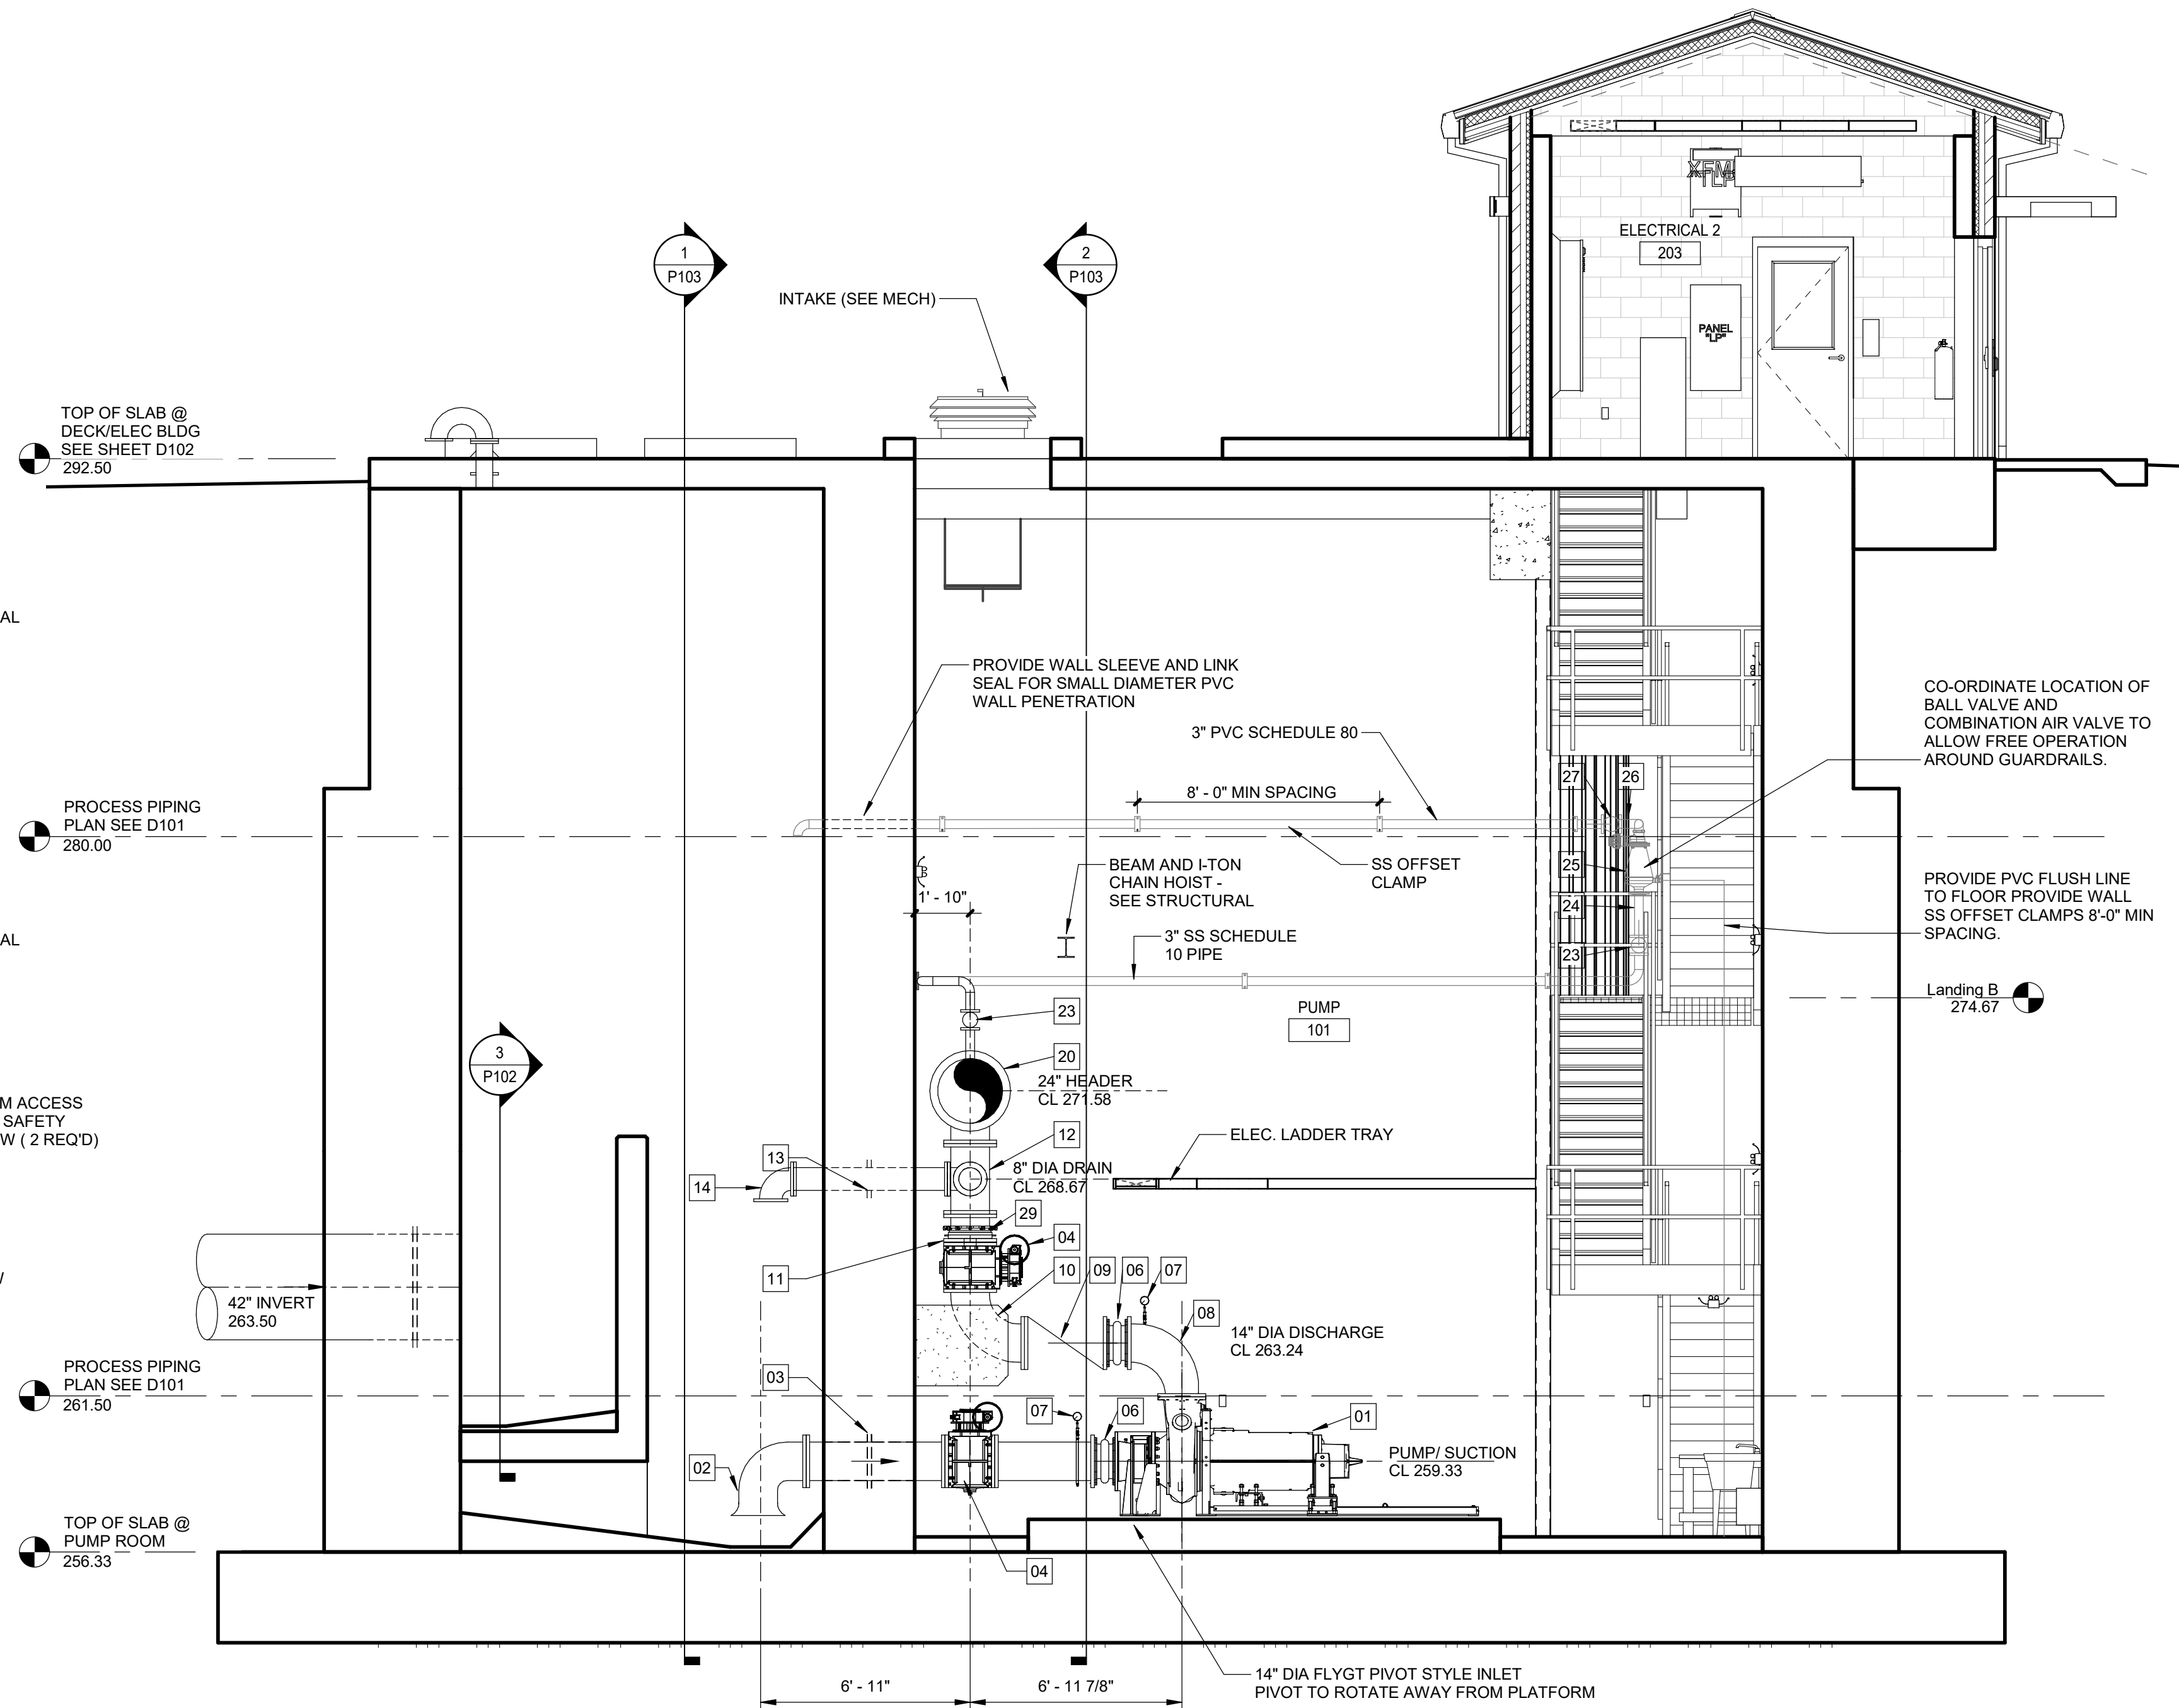 XFM
TLP
ELECTRICAL 2
203
PANEL
"LP"
1
P103
2
P103
INTAKE (SEE MECH)
TOP OF SLAB @
DECK/ELEC BLDG
SEE SHEET D102
292.50
AL
PROVIDE WALL SLEEVE AND LINK
SEAL FOR SMALL DIAMETER PVC
WALL PENETRATION
3" PVC SCHEDULE 80
8' - 0" MIN SPACING
CO-ORDINATE LOCATION OF
BALL VALVE AND
COMBINATION AIR VALVE TO
ALLOW FREE OPERATION
AROUND GUARDRAILS.
27
26
PROCESS PIPING
PLAN SEE D101
280.00
BEAM AND I-TON
CHAIN HOIST -
SEE STRUCTURAL
SS OFFSET
CLAMP
25
24
23
1' - 10"
PROVIDE PVC FLUSH LINE
TO FLOOR PROVIDE WALL
SS OFFSET CLAMPS 8'-0" MIN
SPACING.
AL
3" SS SCHEDULE
10 PIPE
Landing B
274.67
PUMP
101
23
20
24" HEADER
CL 271.58
3
P102
M ACCESS
SAFETY
W ( 2 REQ'D)
12
ELEC. LADDER TRAY
13
8" DIA DRAIN
CL 268.67
14
29
04
11
10
09
06
07
08
42" INVERT
263.50
14" DIA DISCHARGE
CL 263.24
PROCESS PIPING
PLAN SEE D101
261.50
03
07
06
01
02
PUMP/ SUCTION
CL 259.33
TOP OF SLAB @
PUMP ROOM
256.33
04
14" DIA FLYGT PIVOT STYLE INLET
PIVOT TO ROTATE AWAY FROM PLATFORM
6' - 11"
6' - 11 7/8"